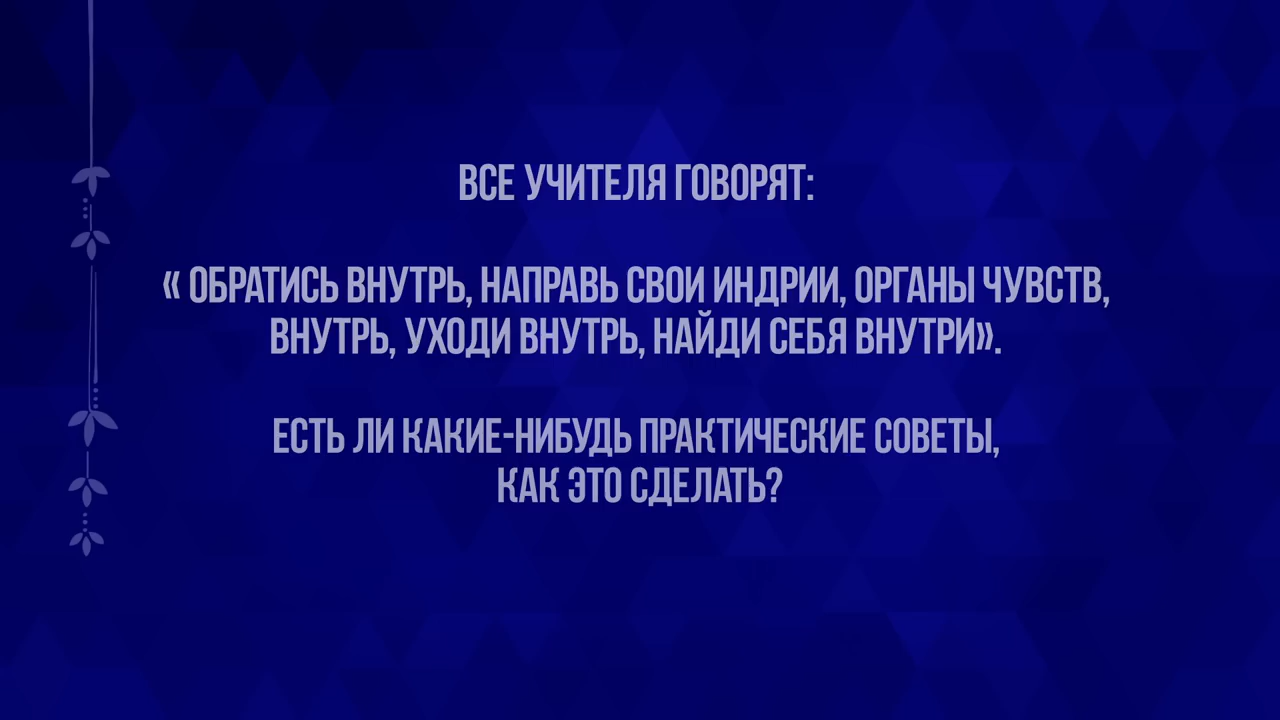 ВСЕ УЧИТЕЛЯ ГОВОРЯТ:
« ОБРАТИСЬ ВНУТРЬ, НАПРАВЬ СВОИ ИНДРИИ, ОРГАНЫ ЧУВСТВ,
ВНУТРЬ, УХОДИ ВНУТРЬ, НАЙДИ СЕБЯ ВНУТРИ».
ЕСТЬ ЛИ КАКИЕ-НИБУДЬ ПРАКТИЧЕСКИЕ СОВЕТЫ,
КАК ЭТО СДЕЛАТЬ?